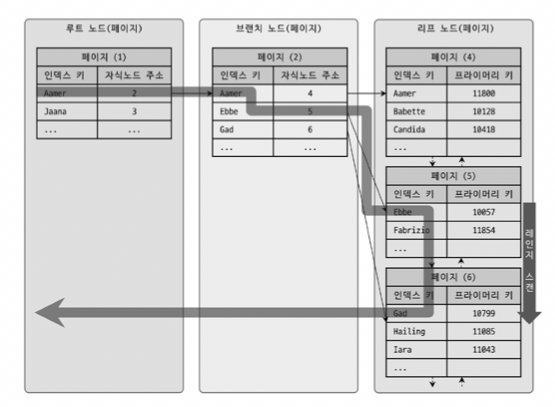 루트 노드(페이지)
페이지 (1)
인덱스 키 자식노드 주소
Aamer 2
Jaana 3
... ...
브랜치 노드(페이지)
페이지 (2)
인덱스 키 자식노드 주소
Aamer 4
Ebbe 5
Gad 6
... ...
리프 노드(페이지)
페이지 (4)
인덱스 키 프라이머리 키
Aamer 11800
Babette 10128
Candida 10418
...
페이지 (5)
인덱스 키 프라이머리 키
Ebbe 10057
Fabrizio 11854
...
페이지 (6)
인덱스 키 프라이머리 키
Gad 10799
Hailing 11085
Iara 11043
...
레인지 스캔